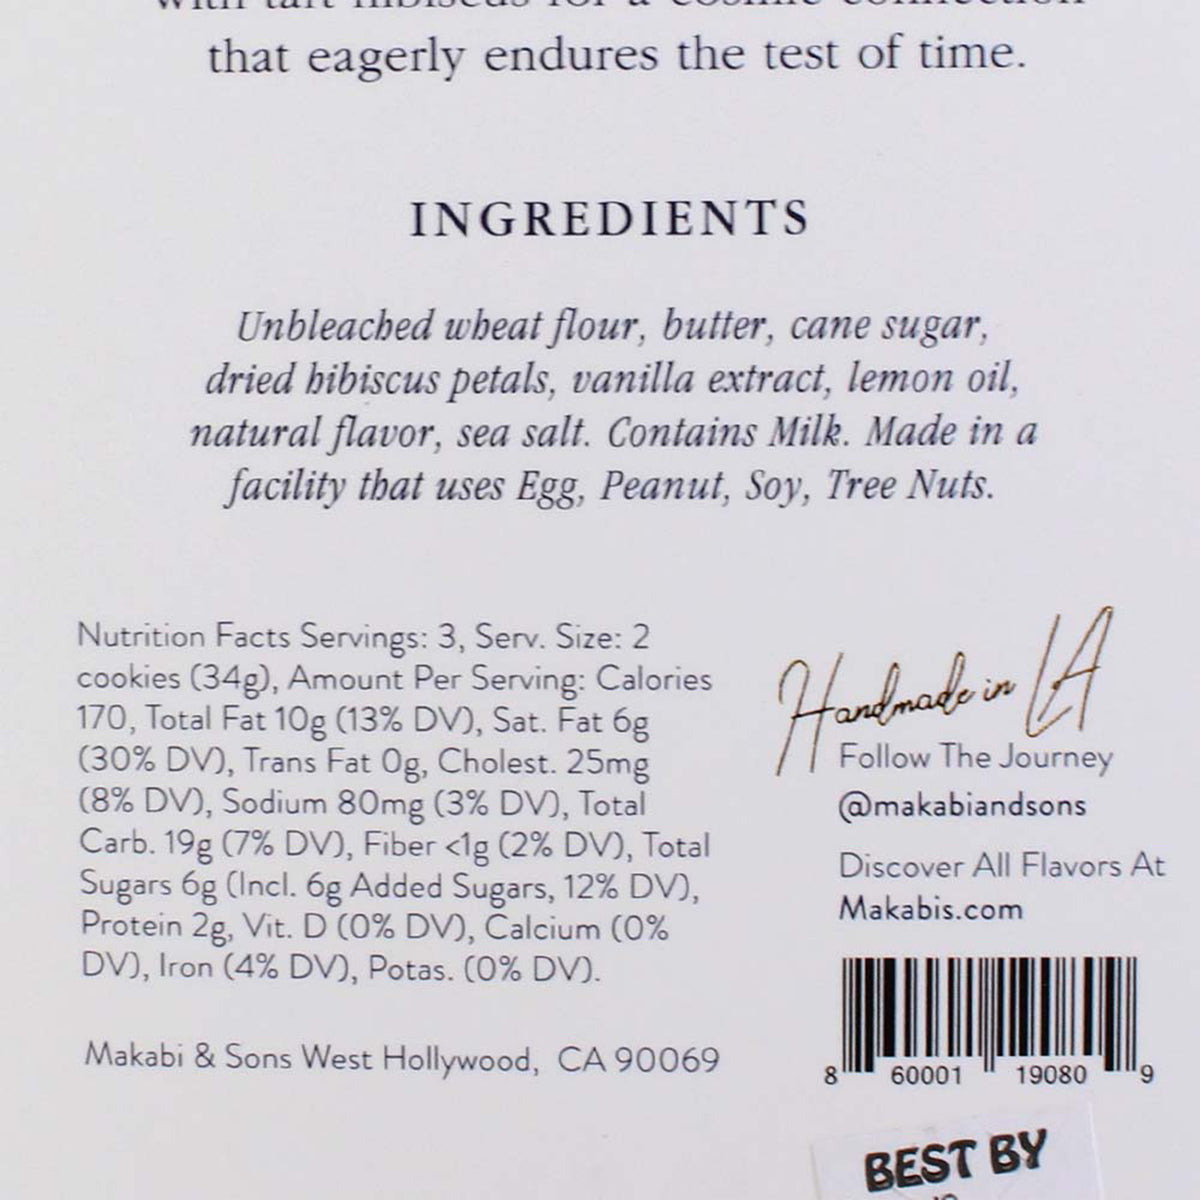 with tart hibiscus for a cosmic connection
that eagerly endures the test of time.
INGREDIENTS
Unbleached wheat flour, butter, cane sugar,
dried hibiscus petals, vanilla extract, lemon oil,
natural flavor, sea salt. Contains Milk. Made in a
facility that uses Egg, Peanut, Soy, Tree Nuts.
Nutrition Facts Servings: 3, Serv. Size: 2
cookies (34g), Amount Per Serving: Calories
170, Total Fat 10g (13% DV), Sat. Fat 6g
(30% DV), Trans Fat 0g, Cholest. 25mg
(8% DV), Sodium 80mg (3% DV), Total
Carb. 19g (7% DV), Fiber <1g (2% DV), Total
Sugars 6g (Incl. 6g Added Sugars, 12% DV),
Protein 2g, Vit. D (0% DV), Calcium (0%
DV), Iron (4% DV), Potas. (0% DV).
Makabi & Sons West Hollywood, CA 90069
Handmade in LA
Follow The Journey
@makabiandsons
Discover All Flavors At
Makabis.com
8 60001 19080 9
BEST BY